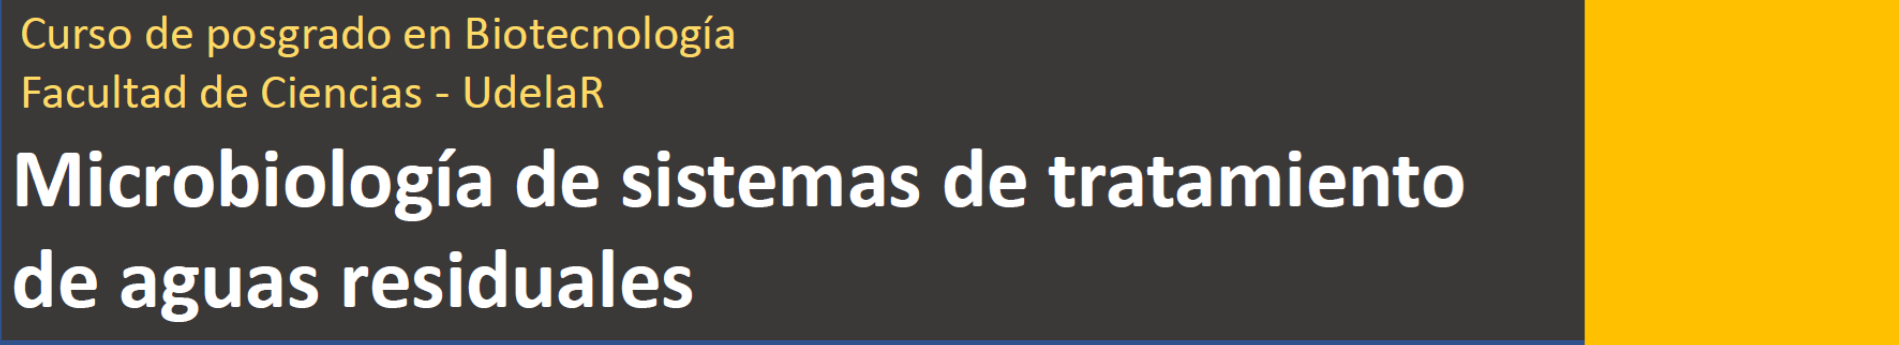 Curso de posgrado en Biotecnología
Facultad de Ciencias - UdelaR
Microbiología de sistemas de tratamiento
de aguas residuales